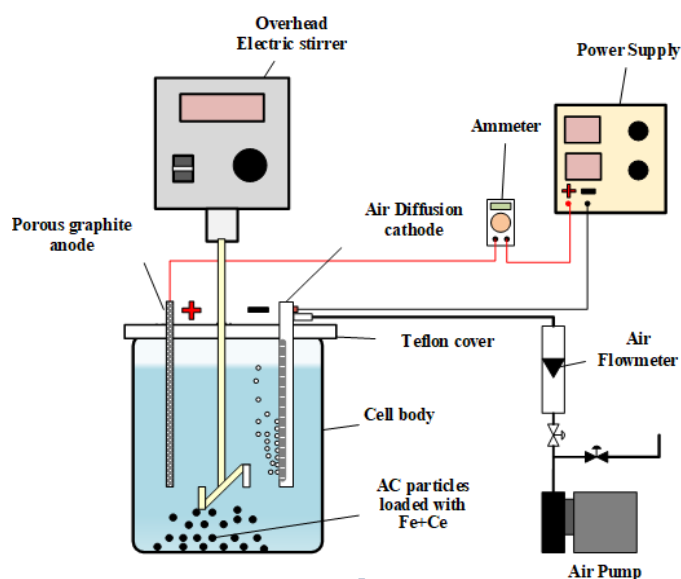 Overhead
Electric stirrer
Power Supply
Ammeter
Porous graphite
anode
Air Diffusion
cathode
+
-
+
-
Teflon cover
Air
Flowmeter
Cell body
AC particles
loaded with
Fe+Ce
Air Pump